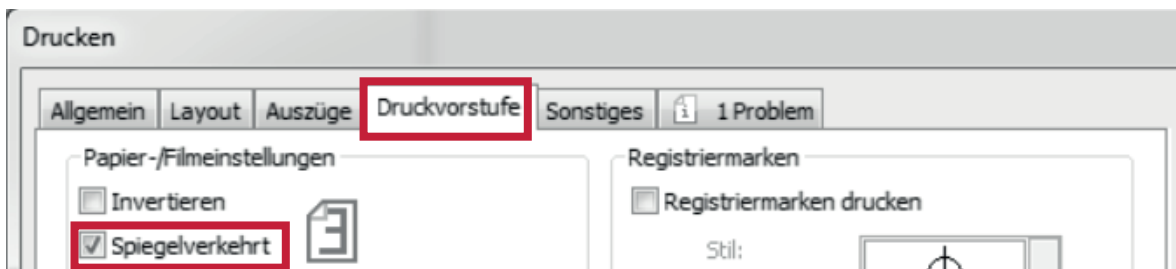 Drucken
Allgemein Layout Auszüge Druckvorstufe Sonstiges 1 Problem
Papier-/Filmeinstellungen
Invertieren
Spiegelverkehrt
Registriermarken
Registriermarken drucken
Stil: